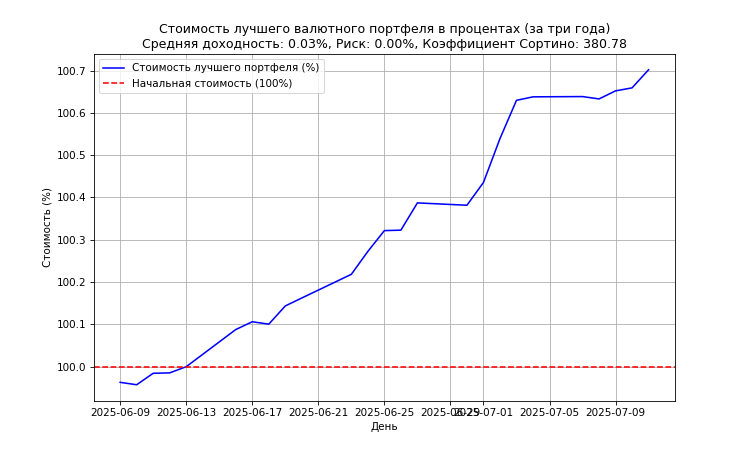 Стоимость лучшего валютного портфеля в процентах (за три года)
Средняя доходность: 0.03%, Риск: 0.00%, Коэффициент Сортино: 380.78
Стоимость лучшего портфеля (%)
Начальная стоимость (100%)
Стоимость (%)
100.7
100.6
100.5
100.4
100.3
100.2
100.1
100.0
2025-06-09 2025-06-13 2025-06-17 2025-06-21 2025-06-25 2025-06-29 2025-07-01 2025-07-05 2025-07-09
День